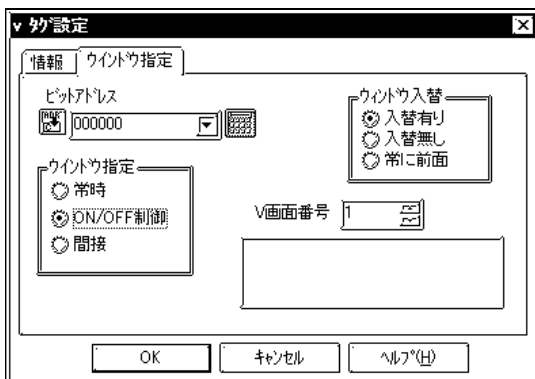 v ﾀｸﾞ設定
情報
ｳｲﾝﾄﾞｳ指定
ﾋﾞｯﾄｱﾄﾞﾚｽ
000000
ｳｨﾝﾄﾞｳ入替
入替有り
入替無し
常に前面
ｳｲﾝﾄﾞｳ指定
常時
ON/OFF制御
間接
V画面番号
1
OK
ｷｬﾝｾﾙ
ﾍﾙﾌﾟ(H)